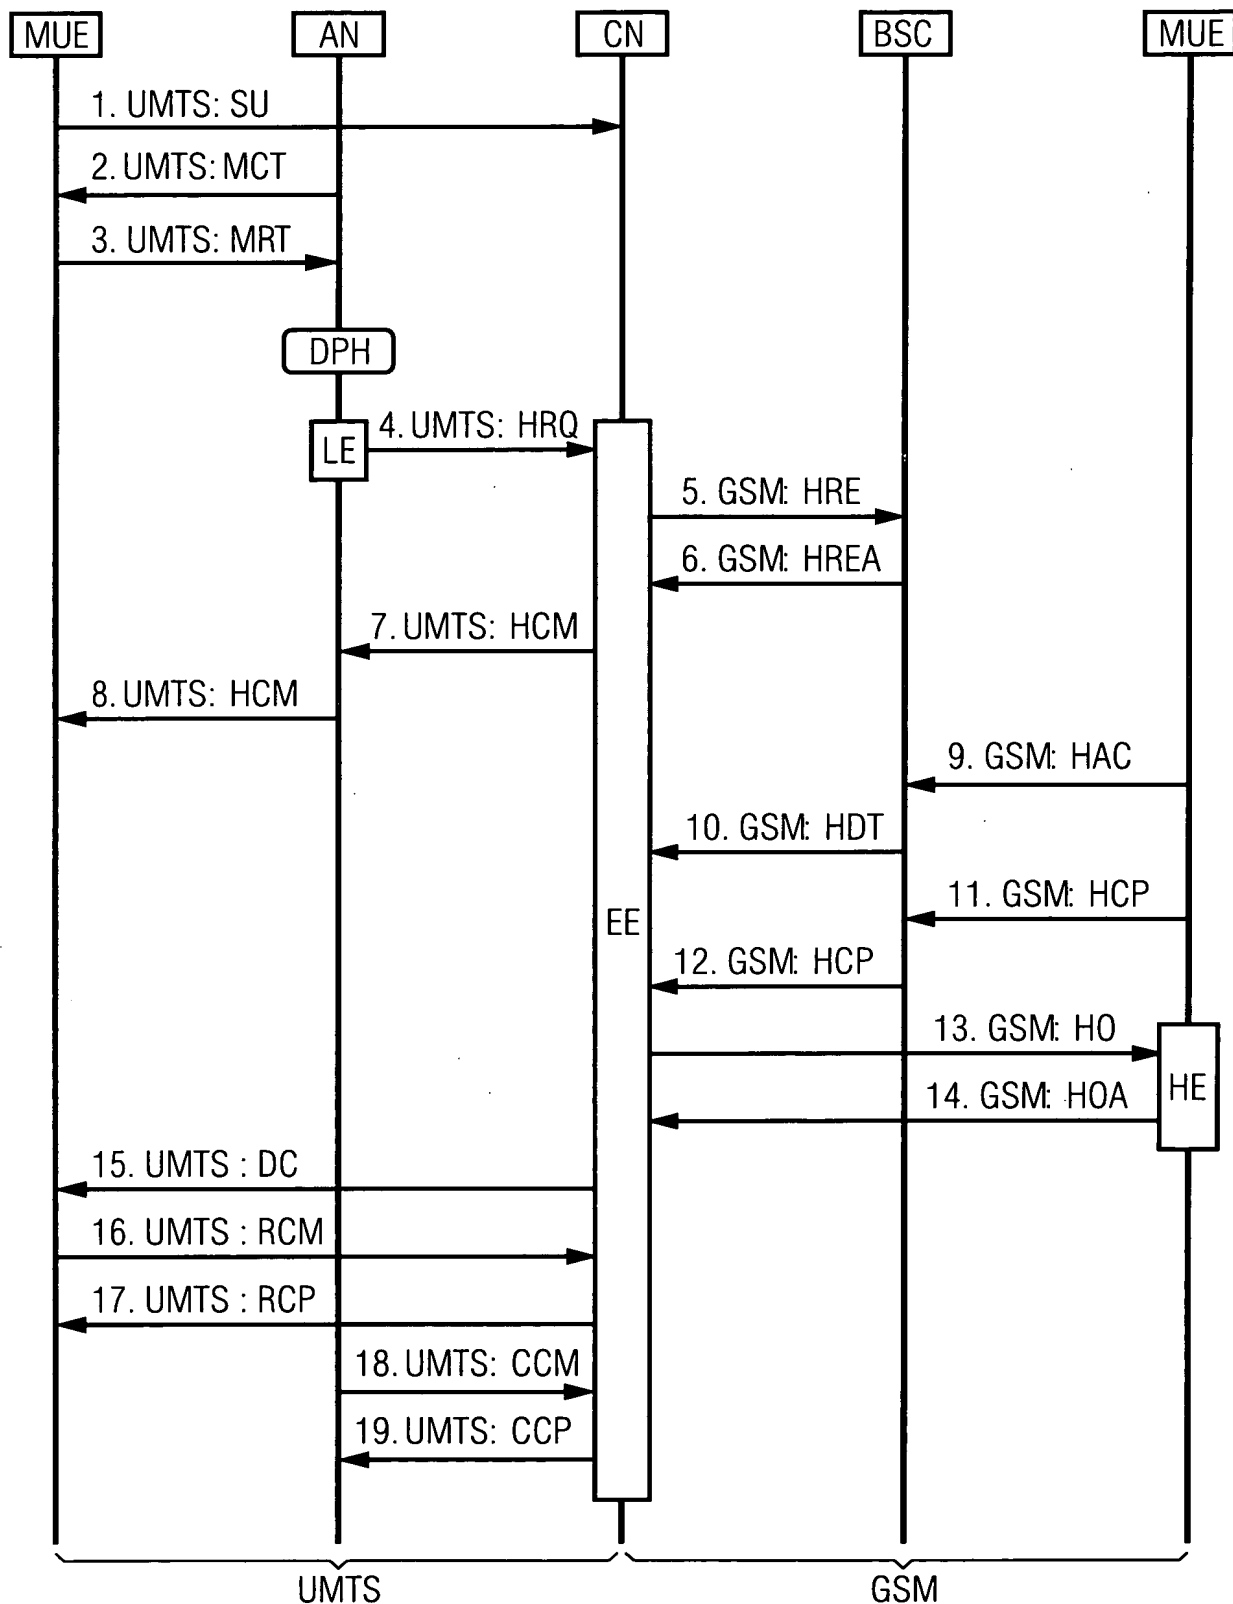 MUE AN CN BSC MUE
1. UMTS: SU
2. UMTS: MCT
3. UMTS: MRT
DPH
LE
4. UMTS: HRQ
5. GSM: HRE
6. GSM: HREA
7. UMTS: HCM
8. UMTS: HCM
9. GSM: HAC
10. GSM: HDT
11. GSM: HCP
EE
12. GSM: HCP
13. GSM: HO
HE
14. GSM: HOA
15. UMTS : DC
16. UMTS : RCM
17. UMTS : RCP
18. UMTS: CCM
19. UMTS: CCP
UMTS GSM